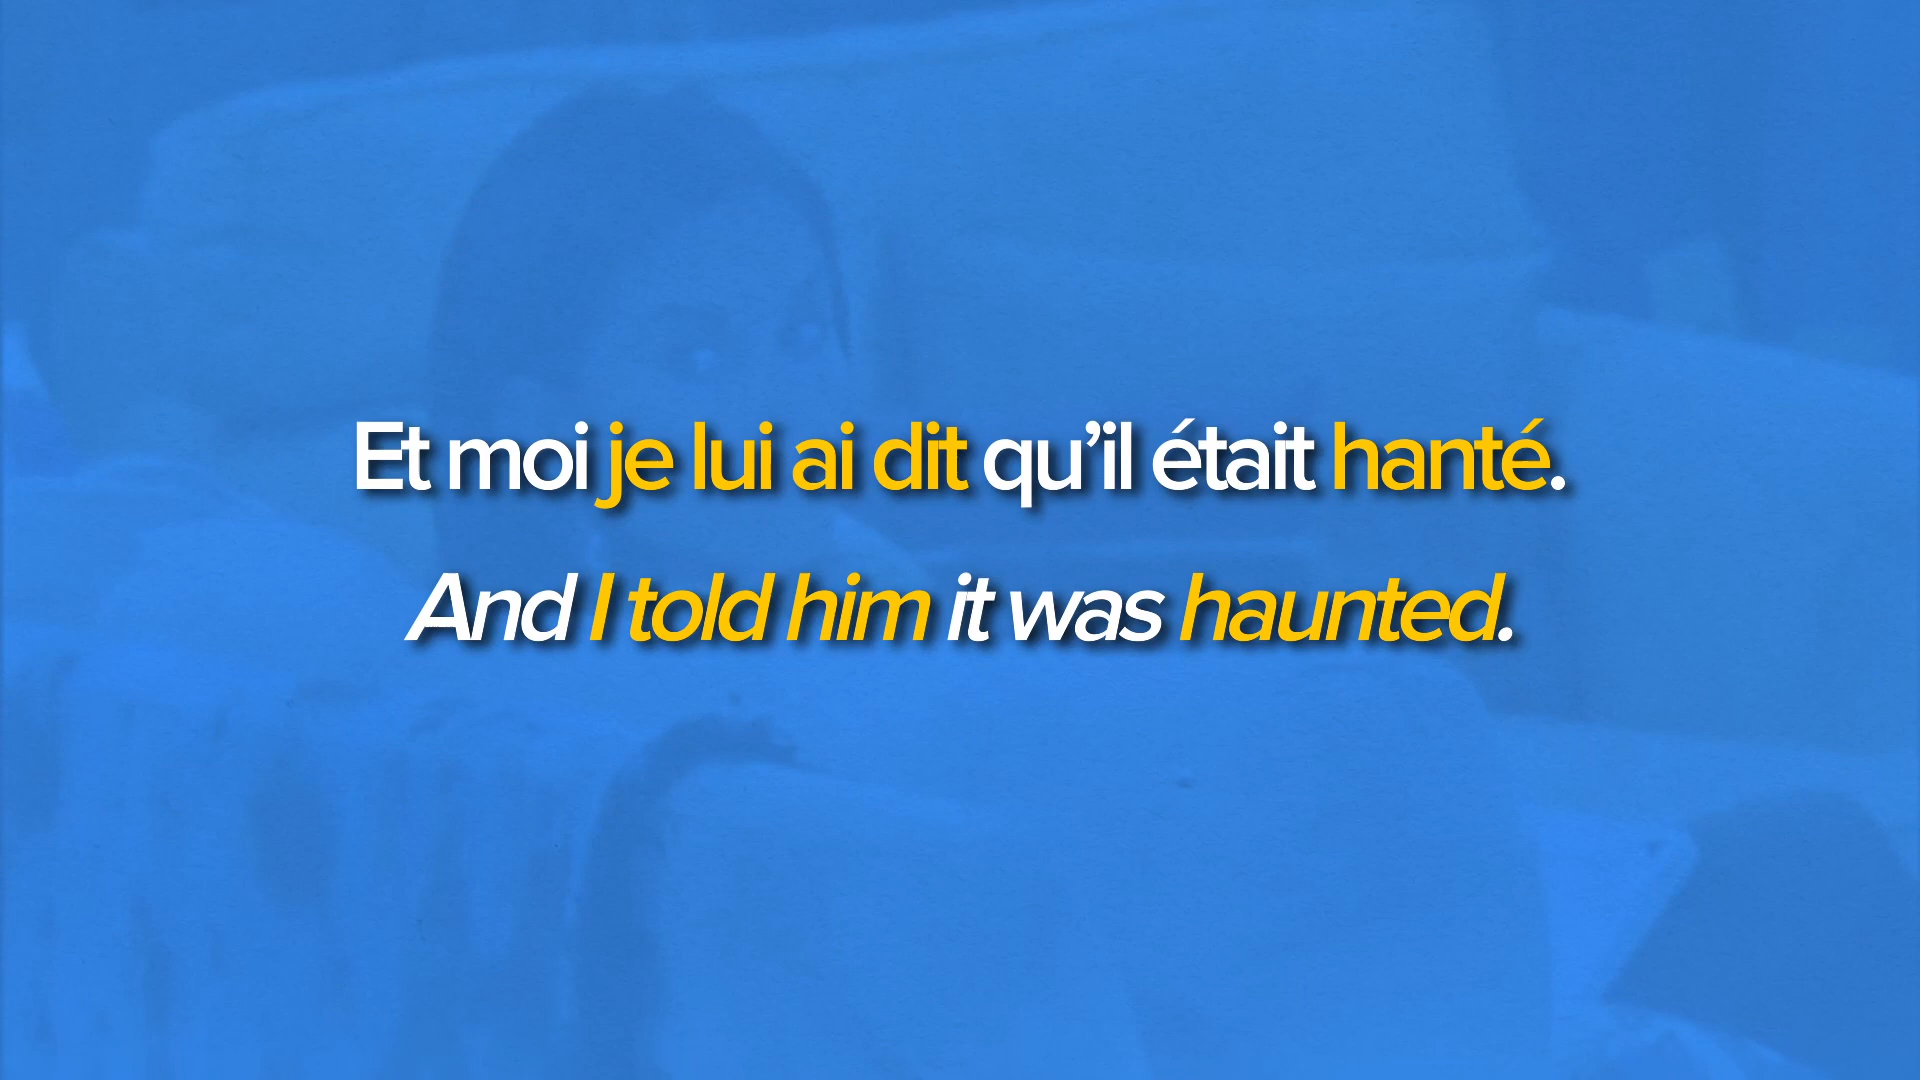 Et moi je lui ai dit qu’il était hanté.
And I told him it was haunted.